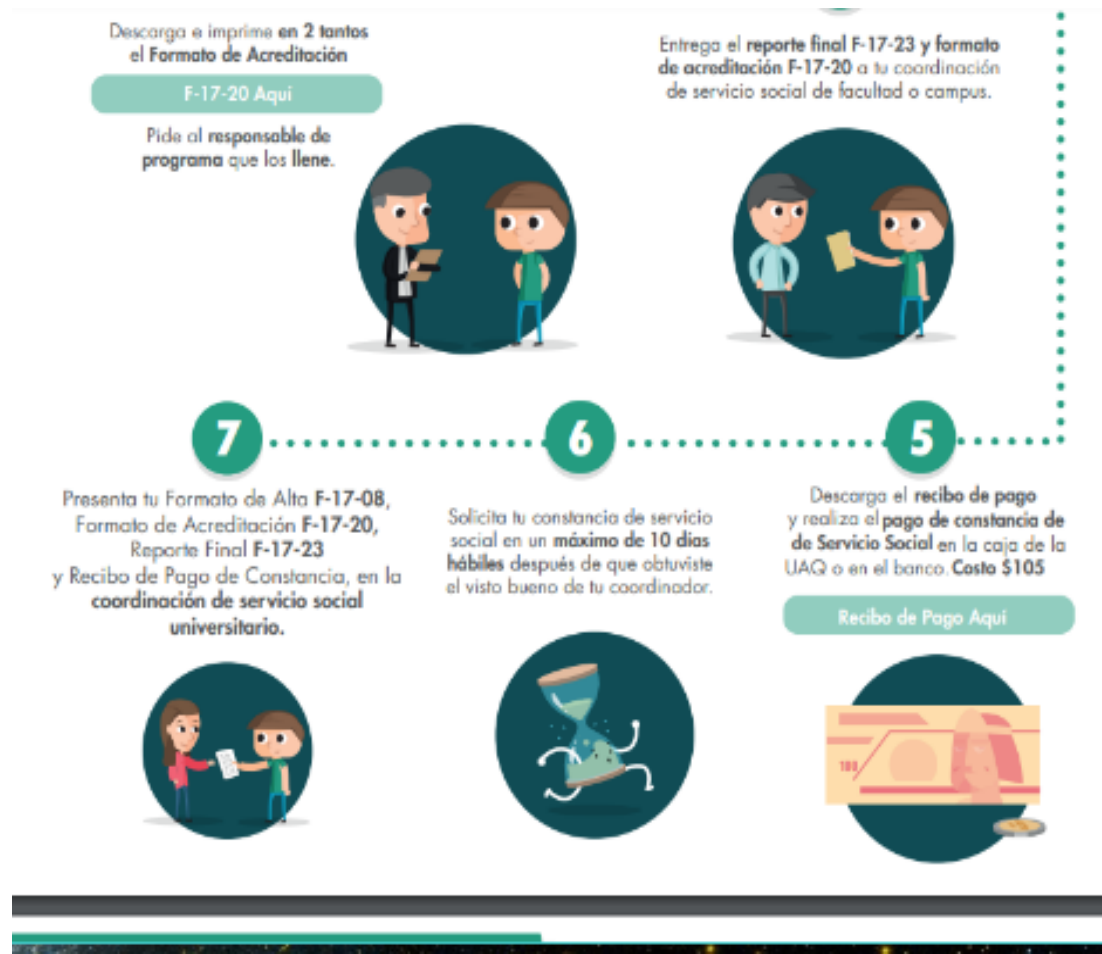 Descarga e imprime en 2 tantos
el Formato de Acreditación
F-17-20 Aquí
Pide al responsable de
programa que los llene.
Entrega el reporte final F-17-23 y formato
de acreditación F-17-20 a tu coordinación
de servicio social de facultad o campus.
7
6
5
Presenta tu Formato de Alta F-17-08,
Formato de Acreditación F-17-20,
Reporte Final F-17-23
y Recibo de Pago de Constancia, en la
coordinación de servicio social
universitario.
Solicita tu constancia de servicio
social en un máximo de 10 días
hábiles después de que obtuviste
el visto bueno de tu coordinador.
Descarga el recibo de pago
y realiza el pago de constancia de
de Servicio Social en la caja de la
UAQ o en el banco. Costo $105
Recibo de Pago Aquí
100